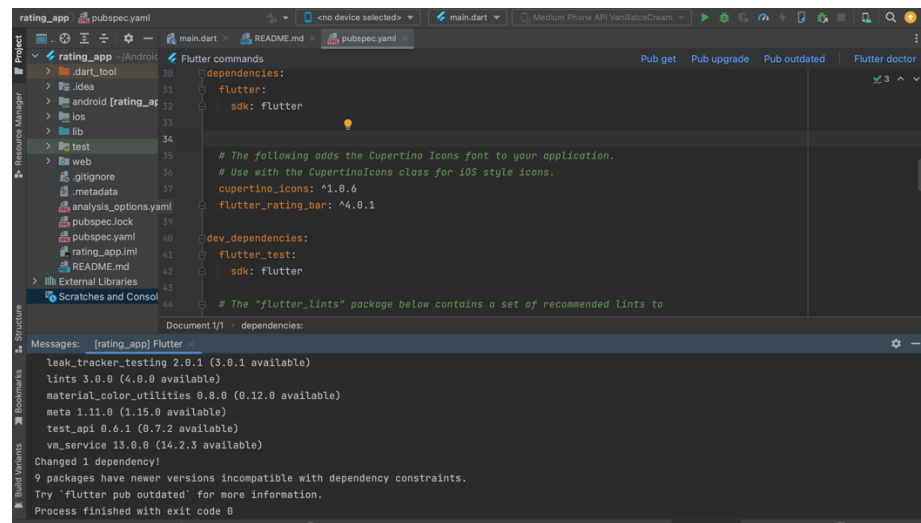 rating_app
pubspec.yaml
<no device selected>
main.dart
Medium Phone API VanillaIceCream
Project
main.dart
README.md
pubspec.yaml
rating_app ~/Androic
Flutter commands
Pub get
Pub upgrade
Pub outdated
Flutter doctor
.dart_tool
.idea
android [rating_ap
ios
lib
test
web
.gitignore
.metadata
analysis_options.yaml
pubspec.lock
pubspec.yaml
rating_app.iml
README.md
External Libraries
Scratches and Consol
Resource Manager
30 dependencies:
31 flutter:
32 sdk: flutter
33
34
35 # The following adds the Cupertino Icons font to your application.
36 # Use with the CupertinoIcons class for iOS style icons.
37 cupertino_icons: ^1.0.6
flutter_rating_bar: ^4.0.1
39
40 dev_dependencies:
41 flutter_test:
42 sdk: flutter
43
44 # The "flutter_lints" package below contains a set of recommended lints to
3
Document 1/1 dependencies:
Structure
Bookmarks
Build Variants
Messages: [rating_app] Flutter
leak_tracker_testing 2.0.1 (3.0.1 available)
lints 3.0.0 (4.0.0 available)
material_color_utilities 0.8.0 (0.12.0 available)
meta 1.11.0 (1.15.0 available)
test_api 0.6.1 (0.7.2 available)
vm_service 13.0.0 (14.2.3 available)
Changed 1 dependency!
9 packages have newer versions incompatible with dependency constraints.
Try `flutter pub outdated` for more information.
Process finished with exit code 0